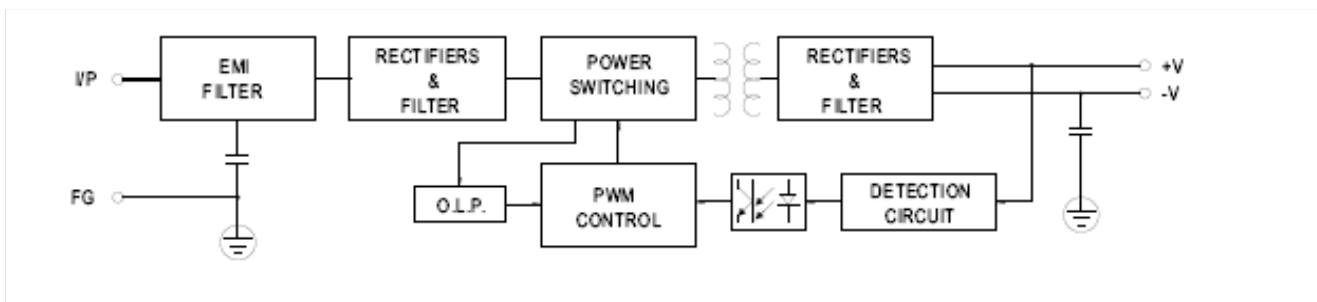 I/P
EMI
FILTER
RECTIFIERS
&
FILTER
POWER
SWITCHING
RECTIFIERS
&
FILTER
+V
-V
FG
O.L.P.
PWM
CONTROL
DETECTION
CIRCUIT